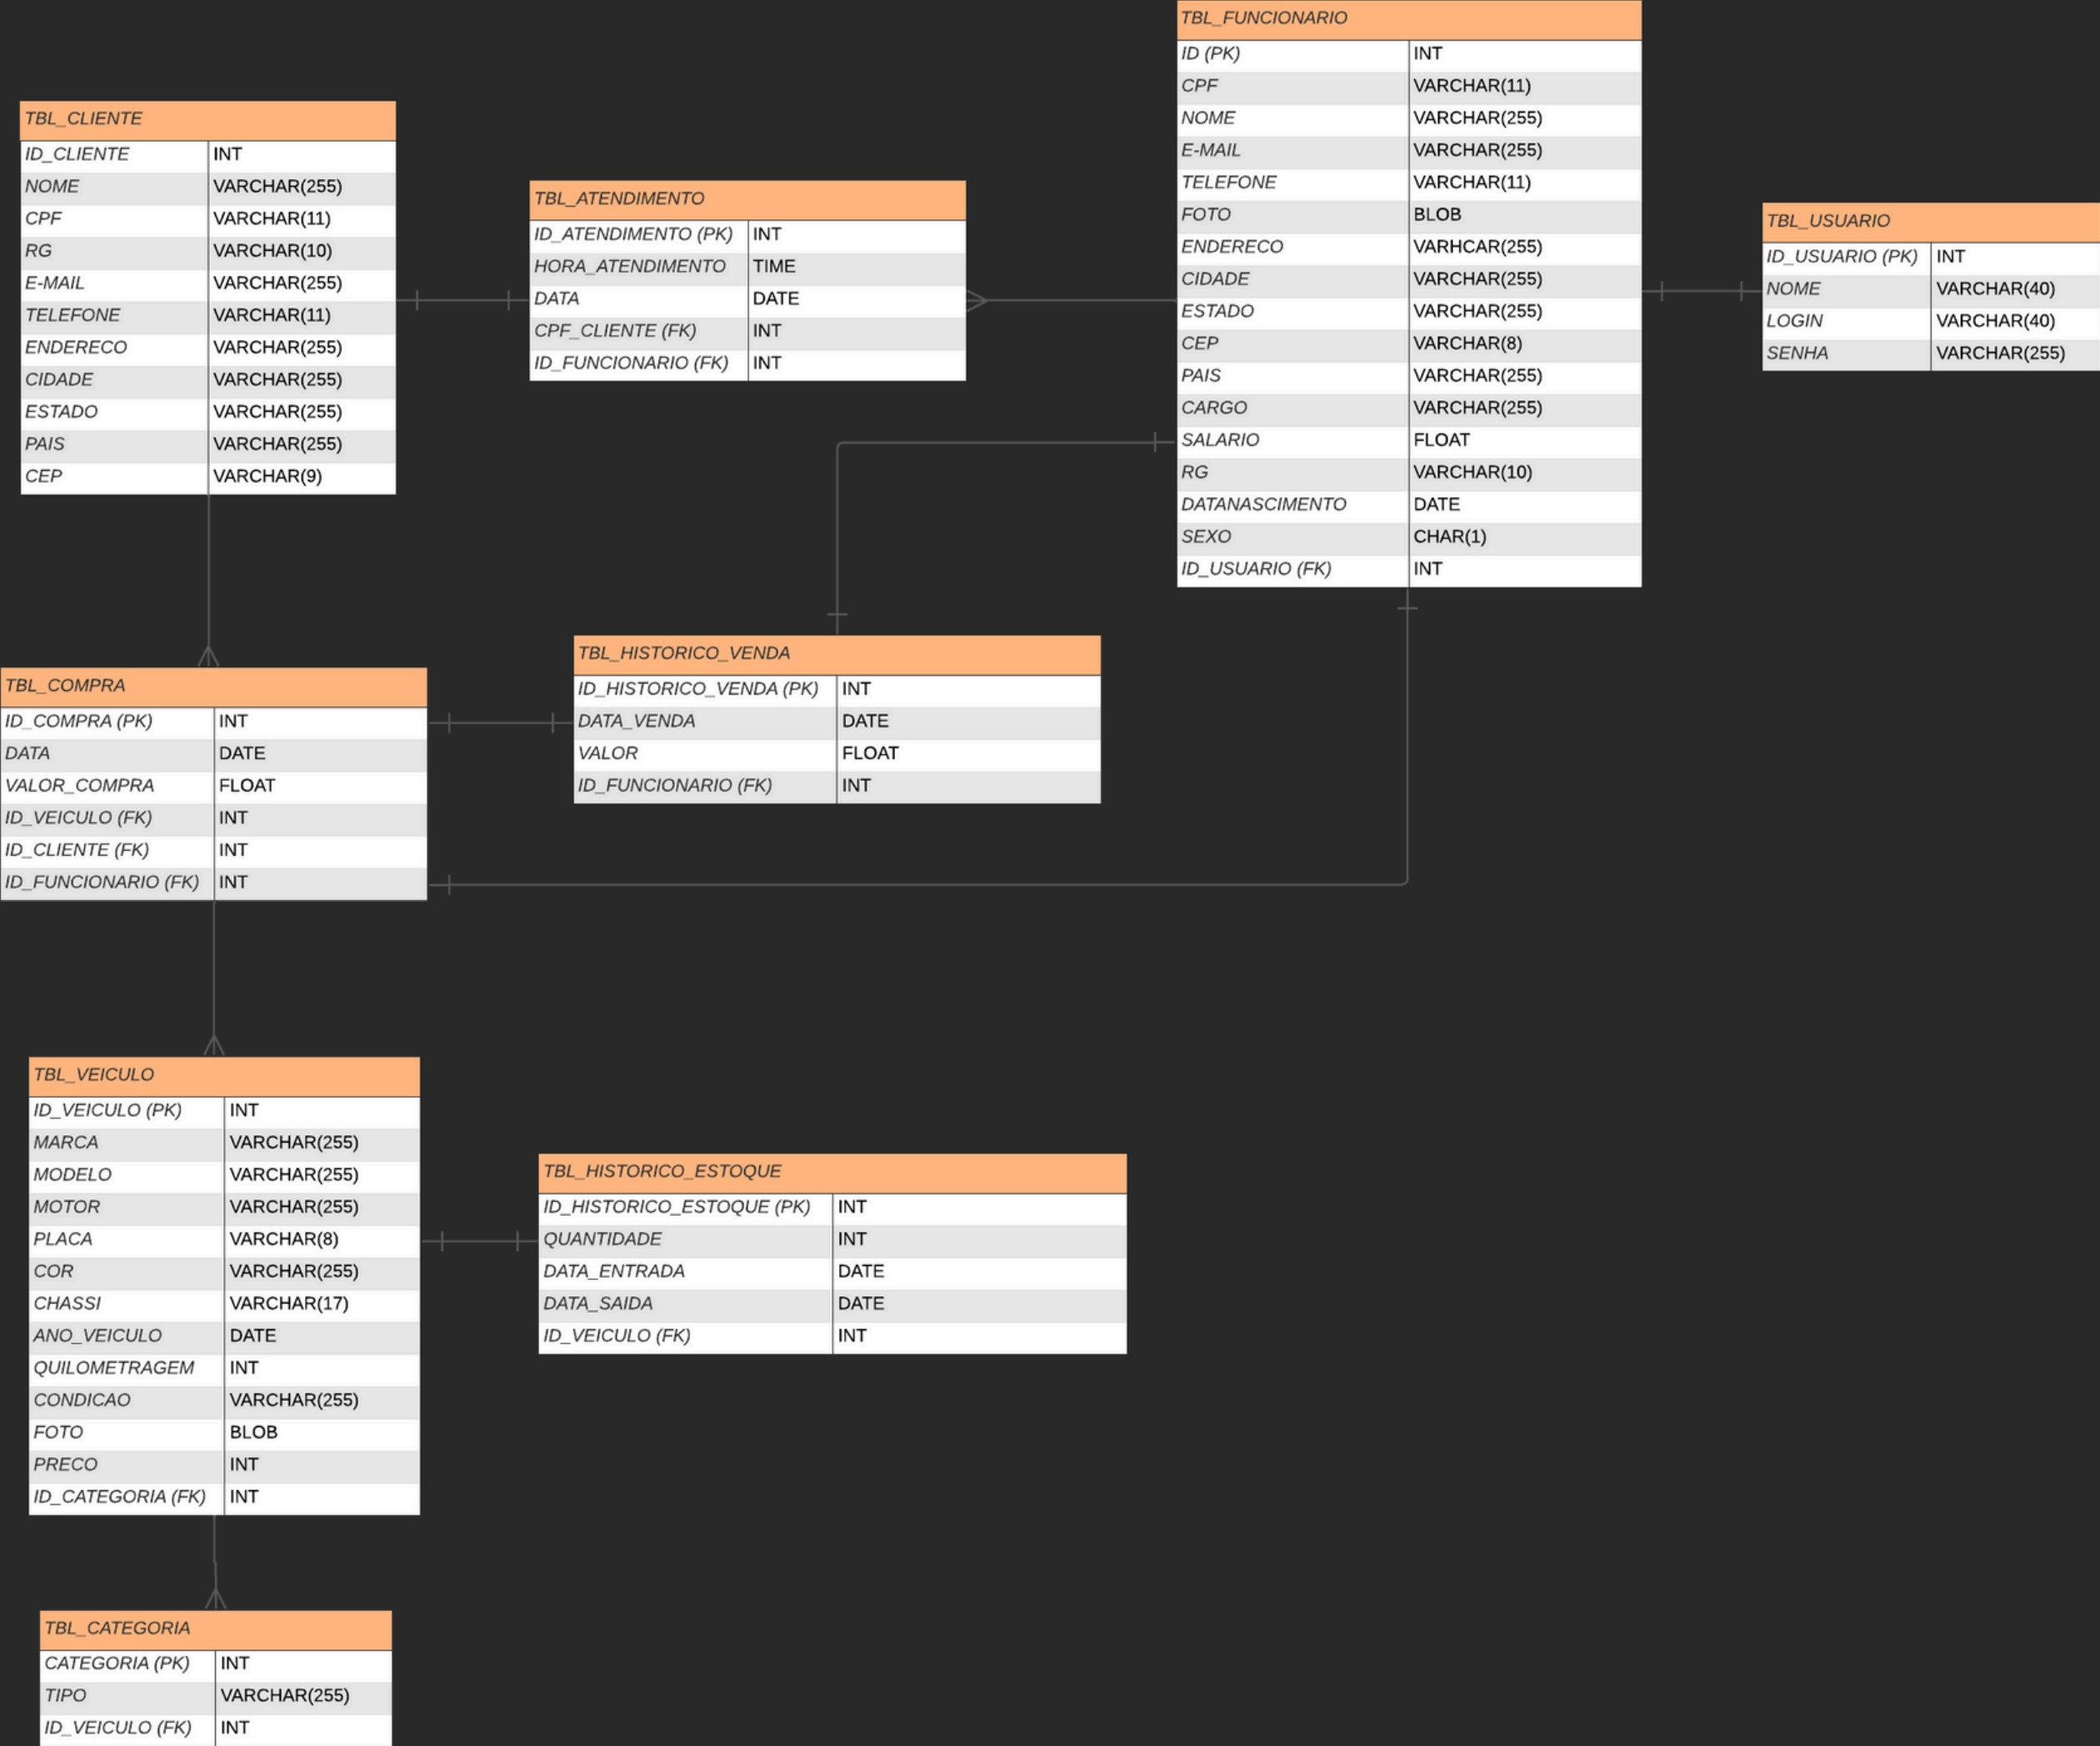 TBL_CLIENTE
ID_CLIENTE INT
NOME VARCHAR(255)
CPF VARCHAR(11)
RG VARCHAR(10)
E-MAIL VARCHAR(255)
TELEFONE VARCHAR(11)
ENDERECO VARCHAR(255)
CIDADE VARCHAR(255)
ESTADO VARCHAR(255)
PAIS VARCHAR(255)
CEP VARCHAR(9)
TBL_ATENDIMENTO
ID_ATENDIMENTO (PK) INT
HORA_ATENDIMENTO TIME
DATA DATE
CPF_CLIENTE (FK) INT
ID_FUNCIONARIO (FK) INT
TBL_FUNCIONARIO
ID (PK) INT
CPF VARCHAR(11)
NOME VARCHAR(255)
E-MAIL VARCHAR(255)
TELEFONE VARCHAR(11)
FOTO BLOB
ENDERECO VARHCAR(255)
CIDADE VARCHAR(255)
ESTADO VARCHAR(255)
CEP VARCHAR(8)
PAIS VARCHAR(255)
CARGO VARCHAR(255)
SALARIO FLOAT
RG VARCHAR(10)
DATANASCIMENTO DATE
SEXO CHAR(1)
ID_USUARIO (FK) INT
TBL_USUARIO
ID_USUARIO (PK) INT
NOME VARCHAR(40)
LOGIN VARCHAR(40)
SENHA VARCHAR(255)
TBL_COMPRA
ID_COMPRA (PK) INT
DATA DATE
VALOR_COMPRA FLOAT
ID_VEICULO (FK) INT
ID_CLIENTE (FK) INT
ID_FUNCIONARIO (FK) INT
TBL_HISTORICO_VENDA
ID_HISTORICO_VENDA (PK) INT
DATA_VENDA DATE
VALOR FLOAT
ID_FUNCIONARIO (FK) INT
TBL_VEICULO
ID_VEICULO (PK) INT
MARCA VARCHAR(255)
MODELO VARCHAR(255)
MOTOR VARCHAR(255)
PLACA VARCHAR(8)
COR VARCHAR(255)
CHASSI VARCHAR(17)
ANO_VEICULO DATE
QUILOMETRAGEM INT
CONDICAO VARCHAR(255)
FOTO BLOB
PRECO INT
ID_CATEGORIA (FK) INT
TBL_HISTORICO_ESTOQUE
ID_HISTORICO_ESTOQUE (PK) INT
QUANTIDADE INT
DATA_ENTRADA DATE
DATA_SAIDA DATE
ID_VEICULO (FK) INT
TBL_CATEGORIA
CATEGORIA (PK) INT
TIPO VARCHAR(255)
ID_VEICULO (FK) INT